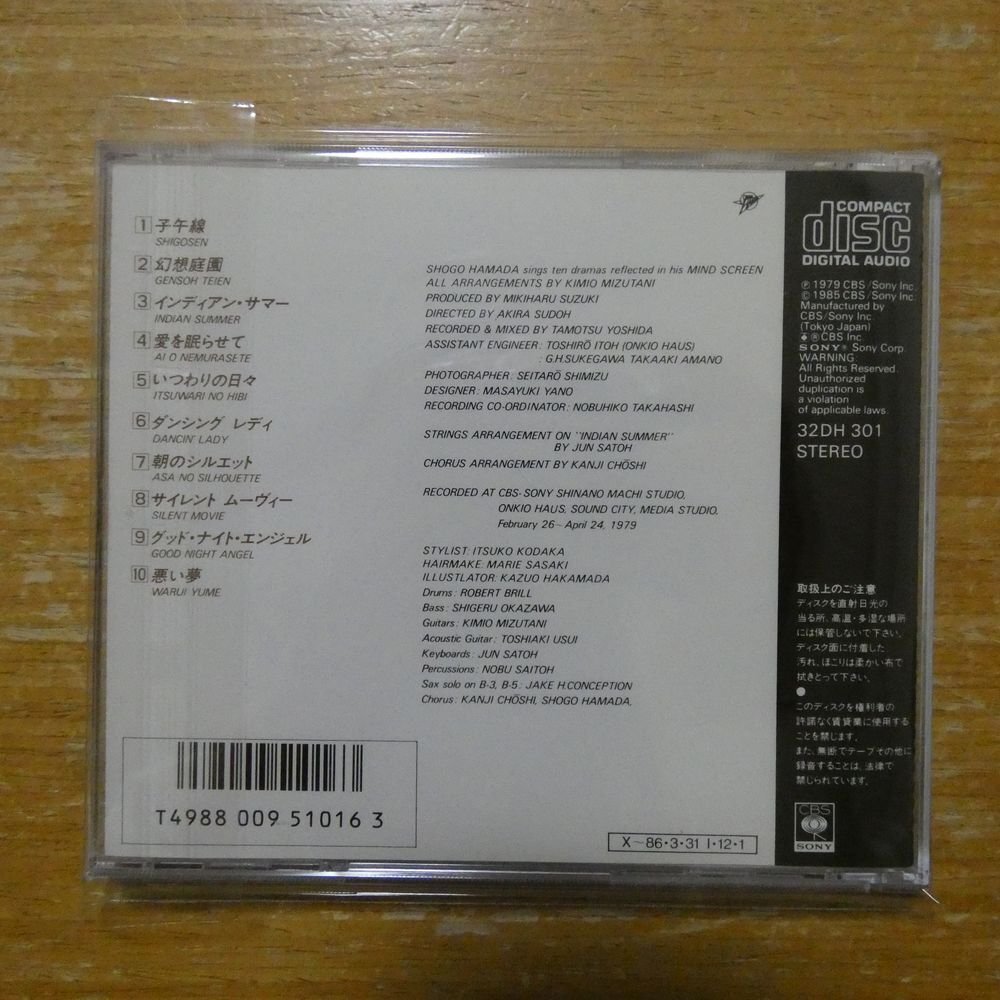 1 子午線
SHIGOSEN
2 幻想庭園
GENSOH TEIEN
3 インディアン・サマー
INDIAN SUMMER
4 愛を眠らせて
AI O NEMURASETE
5 いつわりの日々
ITSUWARI NO HIBI
6 ダンシング レディ
DANCIN' LADY
7 朝のシルエット
ASA NO SILHOUETTE
8 サイレント ムーヴィー
SILENT MOVIE
9 グッド・ナイト・エンジェル
GOOD NIGHT ANGEL
10 悪い夢
WARUI YUME
SHOGO HAMADA sings ten dramas reflected in his MIND SCREEN
ALL ARRANGEMENTS BY KIMIO MIZUTANI
PRODUCED BY MIKIHARU SUZUKI
DIRECTED BY AKIRA SUDOH
RECORDED & MIXED BY TAMOTSU YOSHIDA
ASSISTANT ENGINEER: TOSHIRŌ ITOH (ONKIO HAUS)
: G.H.SUKEGAWA TAKAAKI AMANO
PHOTOGRAPHER: SEITARŌ SHIMIZU
DESIGNER: MASAYUKI YANO
RECORDING CO-ORDINATOR: NOBUHIKO TAKAHASHI
STRINGS ARRANGEMENT ON "INDIAN SUMMER"
BY JUN SATOH
CHORUS ARRANGEMENT BY KANJI CHŌSHI
RECORDED AT CBS-SONY SHINANO MACHI STUDIO,
ONKIO HAUS, SOUND CITY, MEDIA STUDIO,
February 26~April 24, 1979
STYLIST: ITSUKO KODAKA
HAIRMAKE: MARIE SASAKI
ILLUSTLATOR: KAZUO HAKAMADA
Drums: ROBERT BRILL
Bass: SHIGERU OKAZAWA
Guitars: KIMIO MIZUTANI
Acoustic Guitar: TOSHIAKI USUI
Keyboards: JUN SATOH
Percussions: NOBU SAITOH
Sax solo on B-3, B-5: JAKE H.CONCEPTION
Chorus: KANJI CHŌSHI, SHOGO HAMADA,
T4988 009 51016 3
X-86・3・31 I・12・1
COMPACT
disc
DIGITAL AUDIO
Ⓟ 1979 CBS/Sony Inc.
© 1985 CBS/Sony Inc.
Manufactured by
CBS/Sony Inc.
(Tokyo Japan)
® CBS Inc.
SONY® Sony Corp.
WARNING:
All Rights Reserved.
Unauthorized
duplication is
a violation
of applicable laws.
32DH 301
STEREO
取扱上のご注意
ディスクを直射日光の
当る所、高温・多湿な場所
には保管しないで下さい。
ディスク面に付着した
汚れ、ほこりは柔かい布で
拭きとって下さい。
●
このディスクを権利者の
許諾なく賃貸業に使用する
ことを禁じます。
また、無断でテープその他に
録音することは、法律で
禁じられています。
CBS
SONY